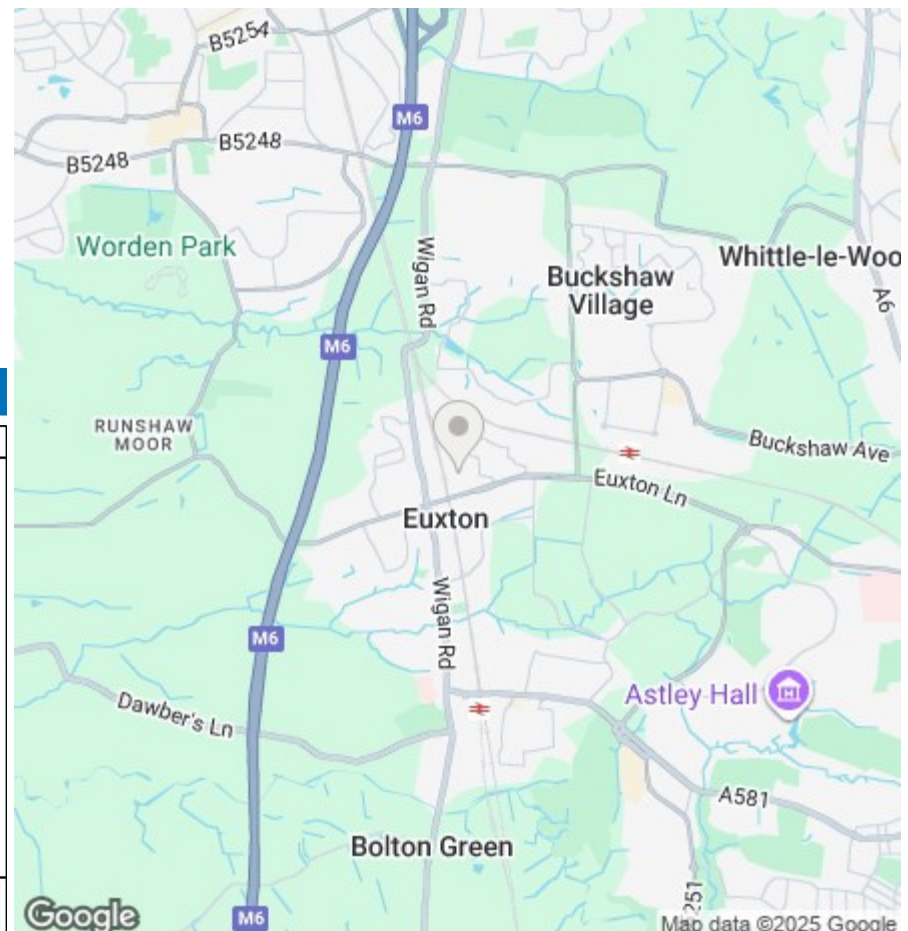 B5254
M6
B5248
B5248
Worden Park
Wigan Rd
Buckshaw
Village
Whittle-le-Woo
A6
M6
RUNSHAW
MOOR
Buckshaw Ave
Euxton Ln
Euxton
Wigan Rd
M6
Astley Hall
Dawber's Ln
A581
Bolton Green
251
Google
M6
Map data ©2025 Google